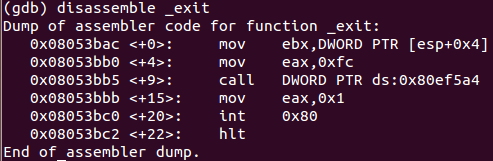 (gdb) disassemble _exit
Dump of assembler code for function _exit:
   0x08053bac <+0>:     mov    ebx,DWORD PTR [esp+0x4]
   0x08053bb0 <+4>:     mov    eax,0xfc
   0x08053bb5 <+9>:     call   DWORD PTR ds:0x80ef5a4
   0x08053bbb <+15>:    mov    eax,0x1
   0x08053bc0 <+20>:    int    0x80
   0x08053bc2 <+22>:    hlt
End of assembler dump.